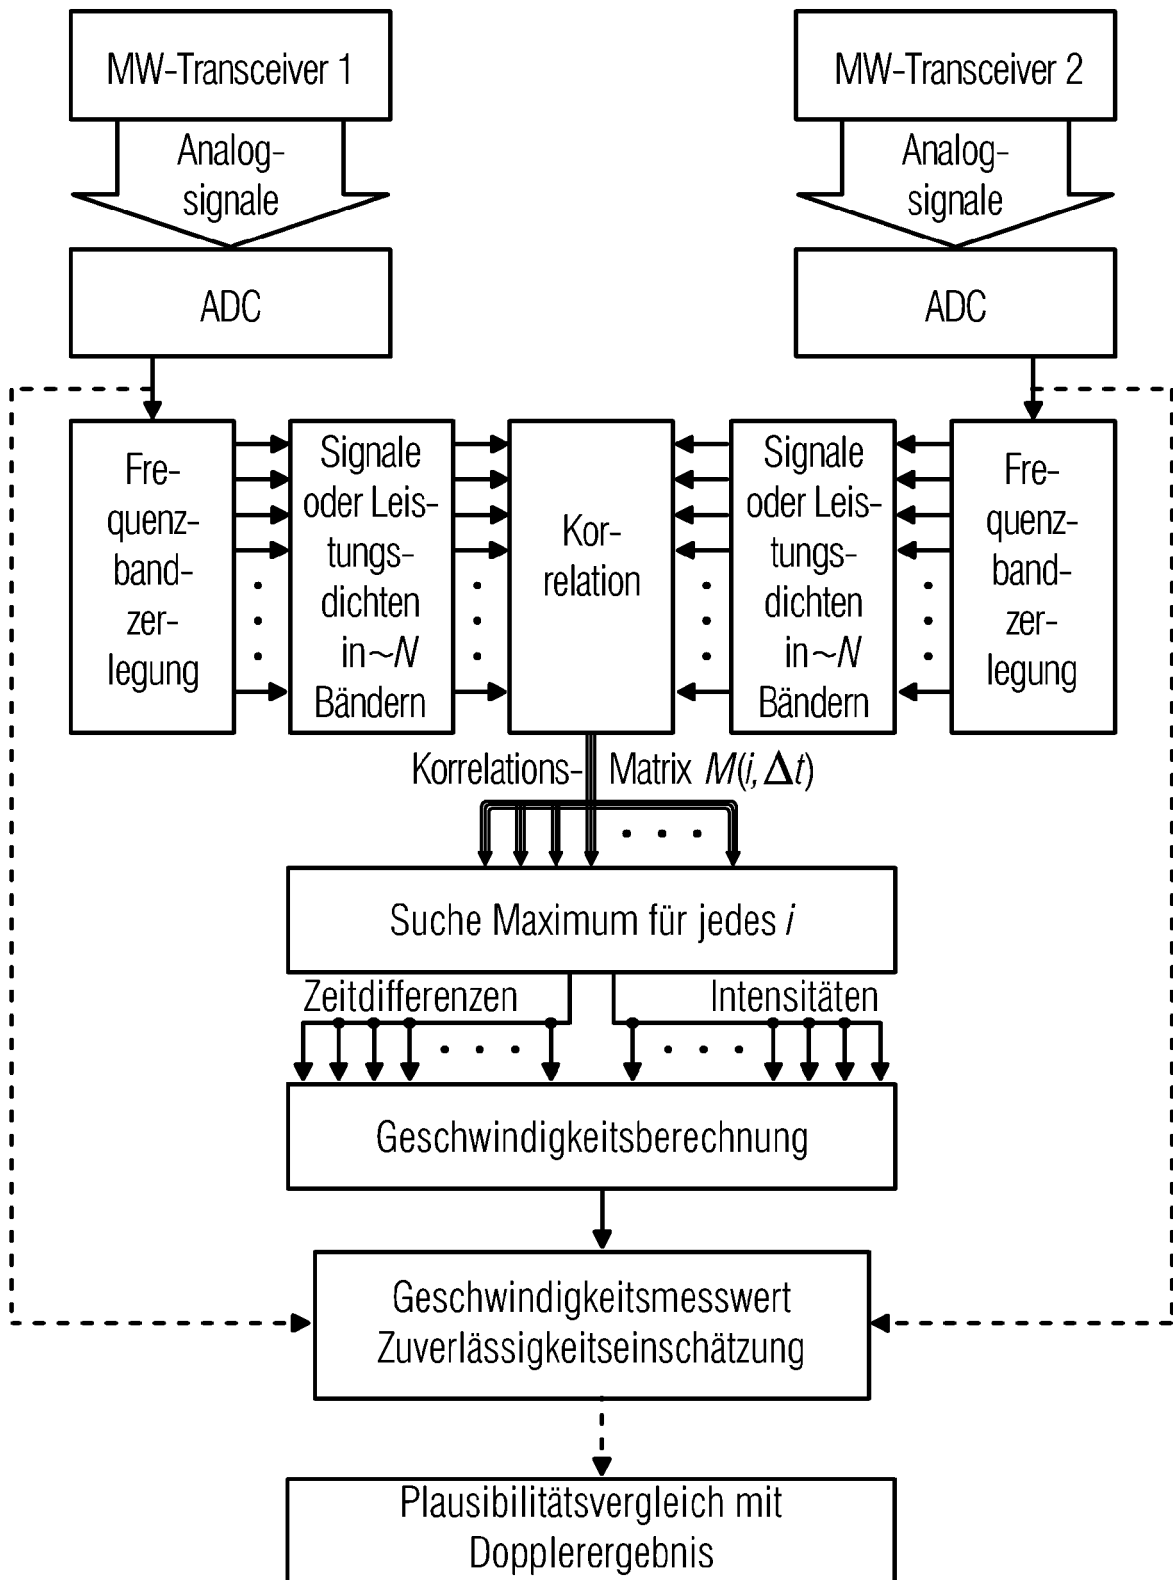 MW-Transceiver 1
MW-Transceiver 2
Analog-
signale
Analog-
signale
ADC
ADC
Fre-
quenz-
band-
zer-
legung
Signale
oder Leis-
tungs-
dichten
in~N
Bändern
Kor-
relation
Signale
oder Leis-
tungs-
dichten
in~N
Bändern
Fre-
quenz-
band-
zer-
legung
Korrelations- Matrix M(i, Δt)
Suche Maximum für jedes i
Zeitdifferenzen
Intensitäten
Geschwindigkeitsberechnung
Geschwindigkeitsmesswert
Zuverlässigkeitseinschätzung
Plausibilitätsvergleich mit
Dopplerergebnis